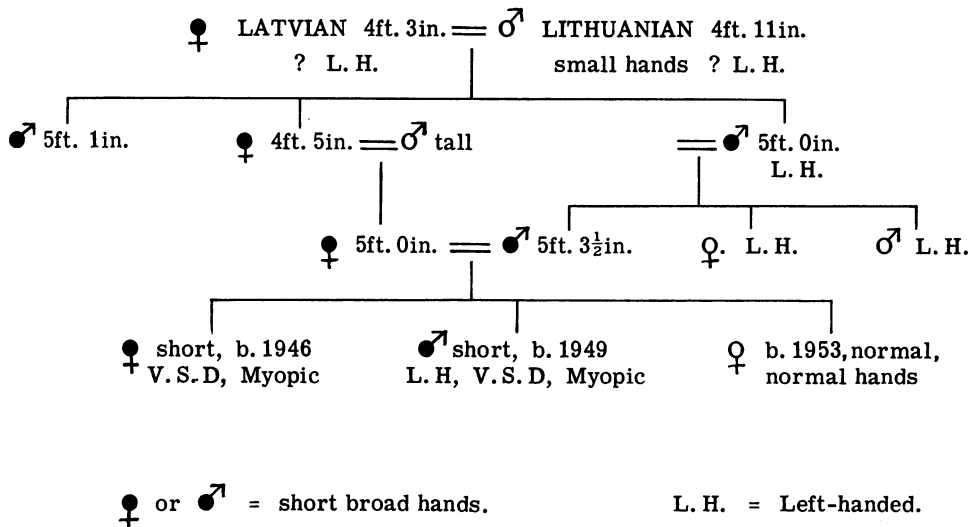 LATVIAN 4ft. 3in. LITHUANIAN 4ft. 11in.
? L. H. small hands ? L. H.
5ft. 1in. 4ft. 5in. tall 5ft. 0in.
L. H.
5ft. 0in. 5ft. 3½in. L. H. L. H.
short, b. 1946 short, b. 1949 b. 1953, normal,
V. S. D, Myopic L. H, V. S. D, Myopic normal hands
or = short broad hands. L. H. = Left-handed.